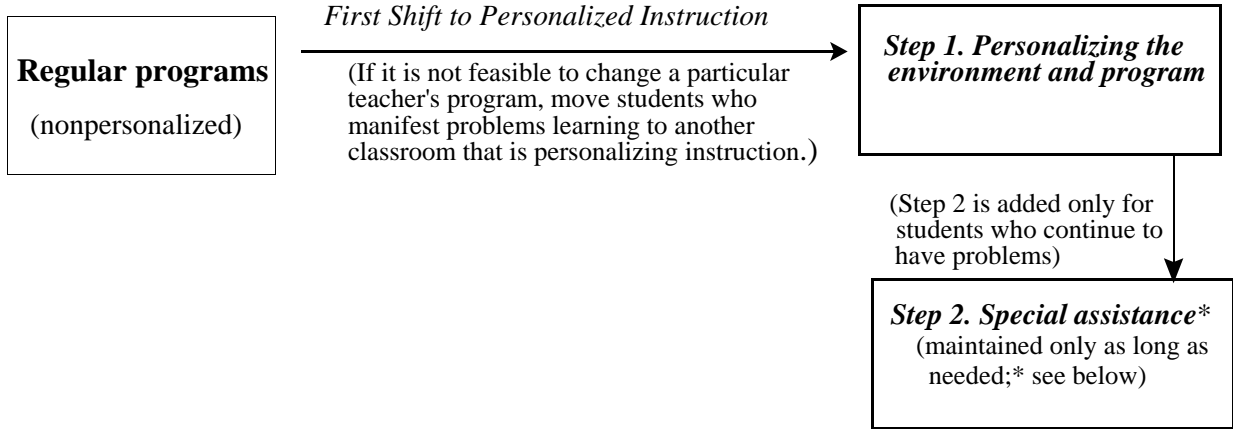 First Shift to Personalized Instruction
Regular programs
(nonpersonalized)
(If it is not feasible to change a particular
teacher's program, move students who
manifest problems learning to another
classroom that is personalizing instruction.)
Step 1. Personalizing the
environment and program
(Step 2 is added only for
students who continue to
have problems)
Step 2. Special assistance*
(maintained only as long as
needed;* see below)